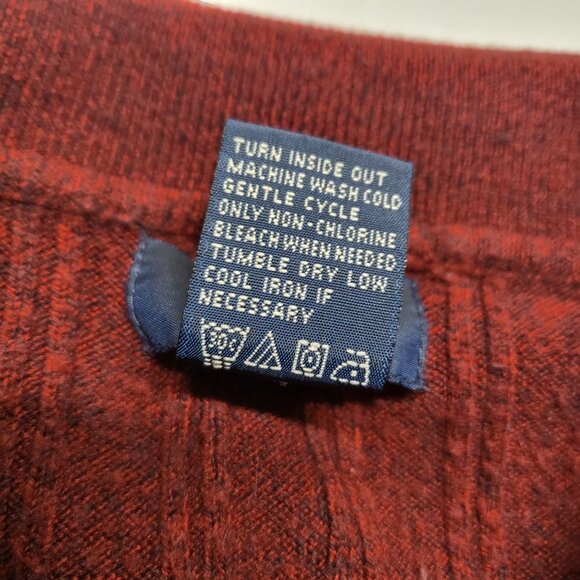 TURN INSIDE OUT
MACHINE WASH COLD
GENTLE CYCLE
ONLY NON-CHLORINE
BLEACH WHEN NEEDED
TUMBLE DRY LOW
COOL IRON IF
NECESSARY